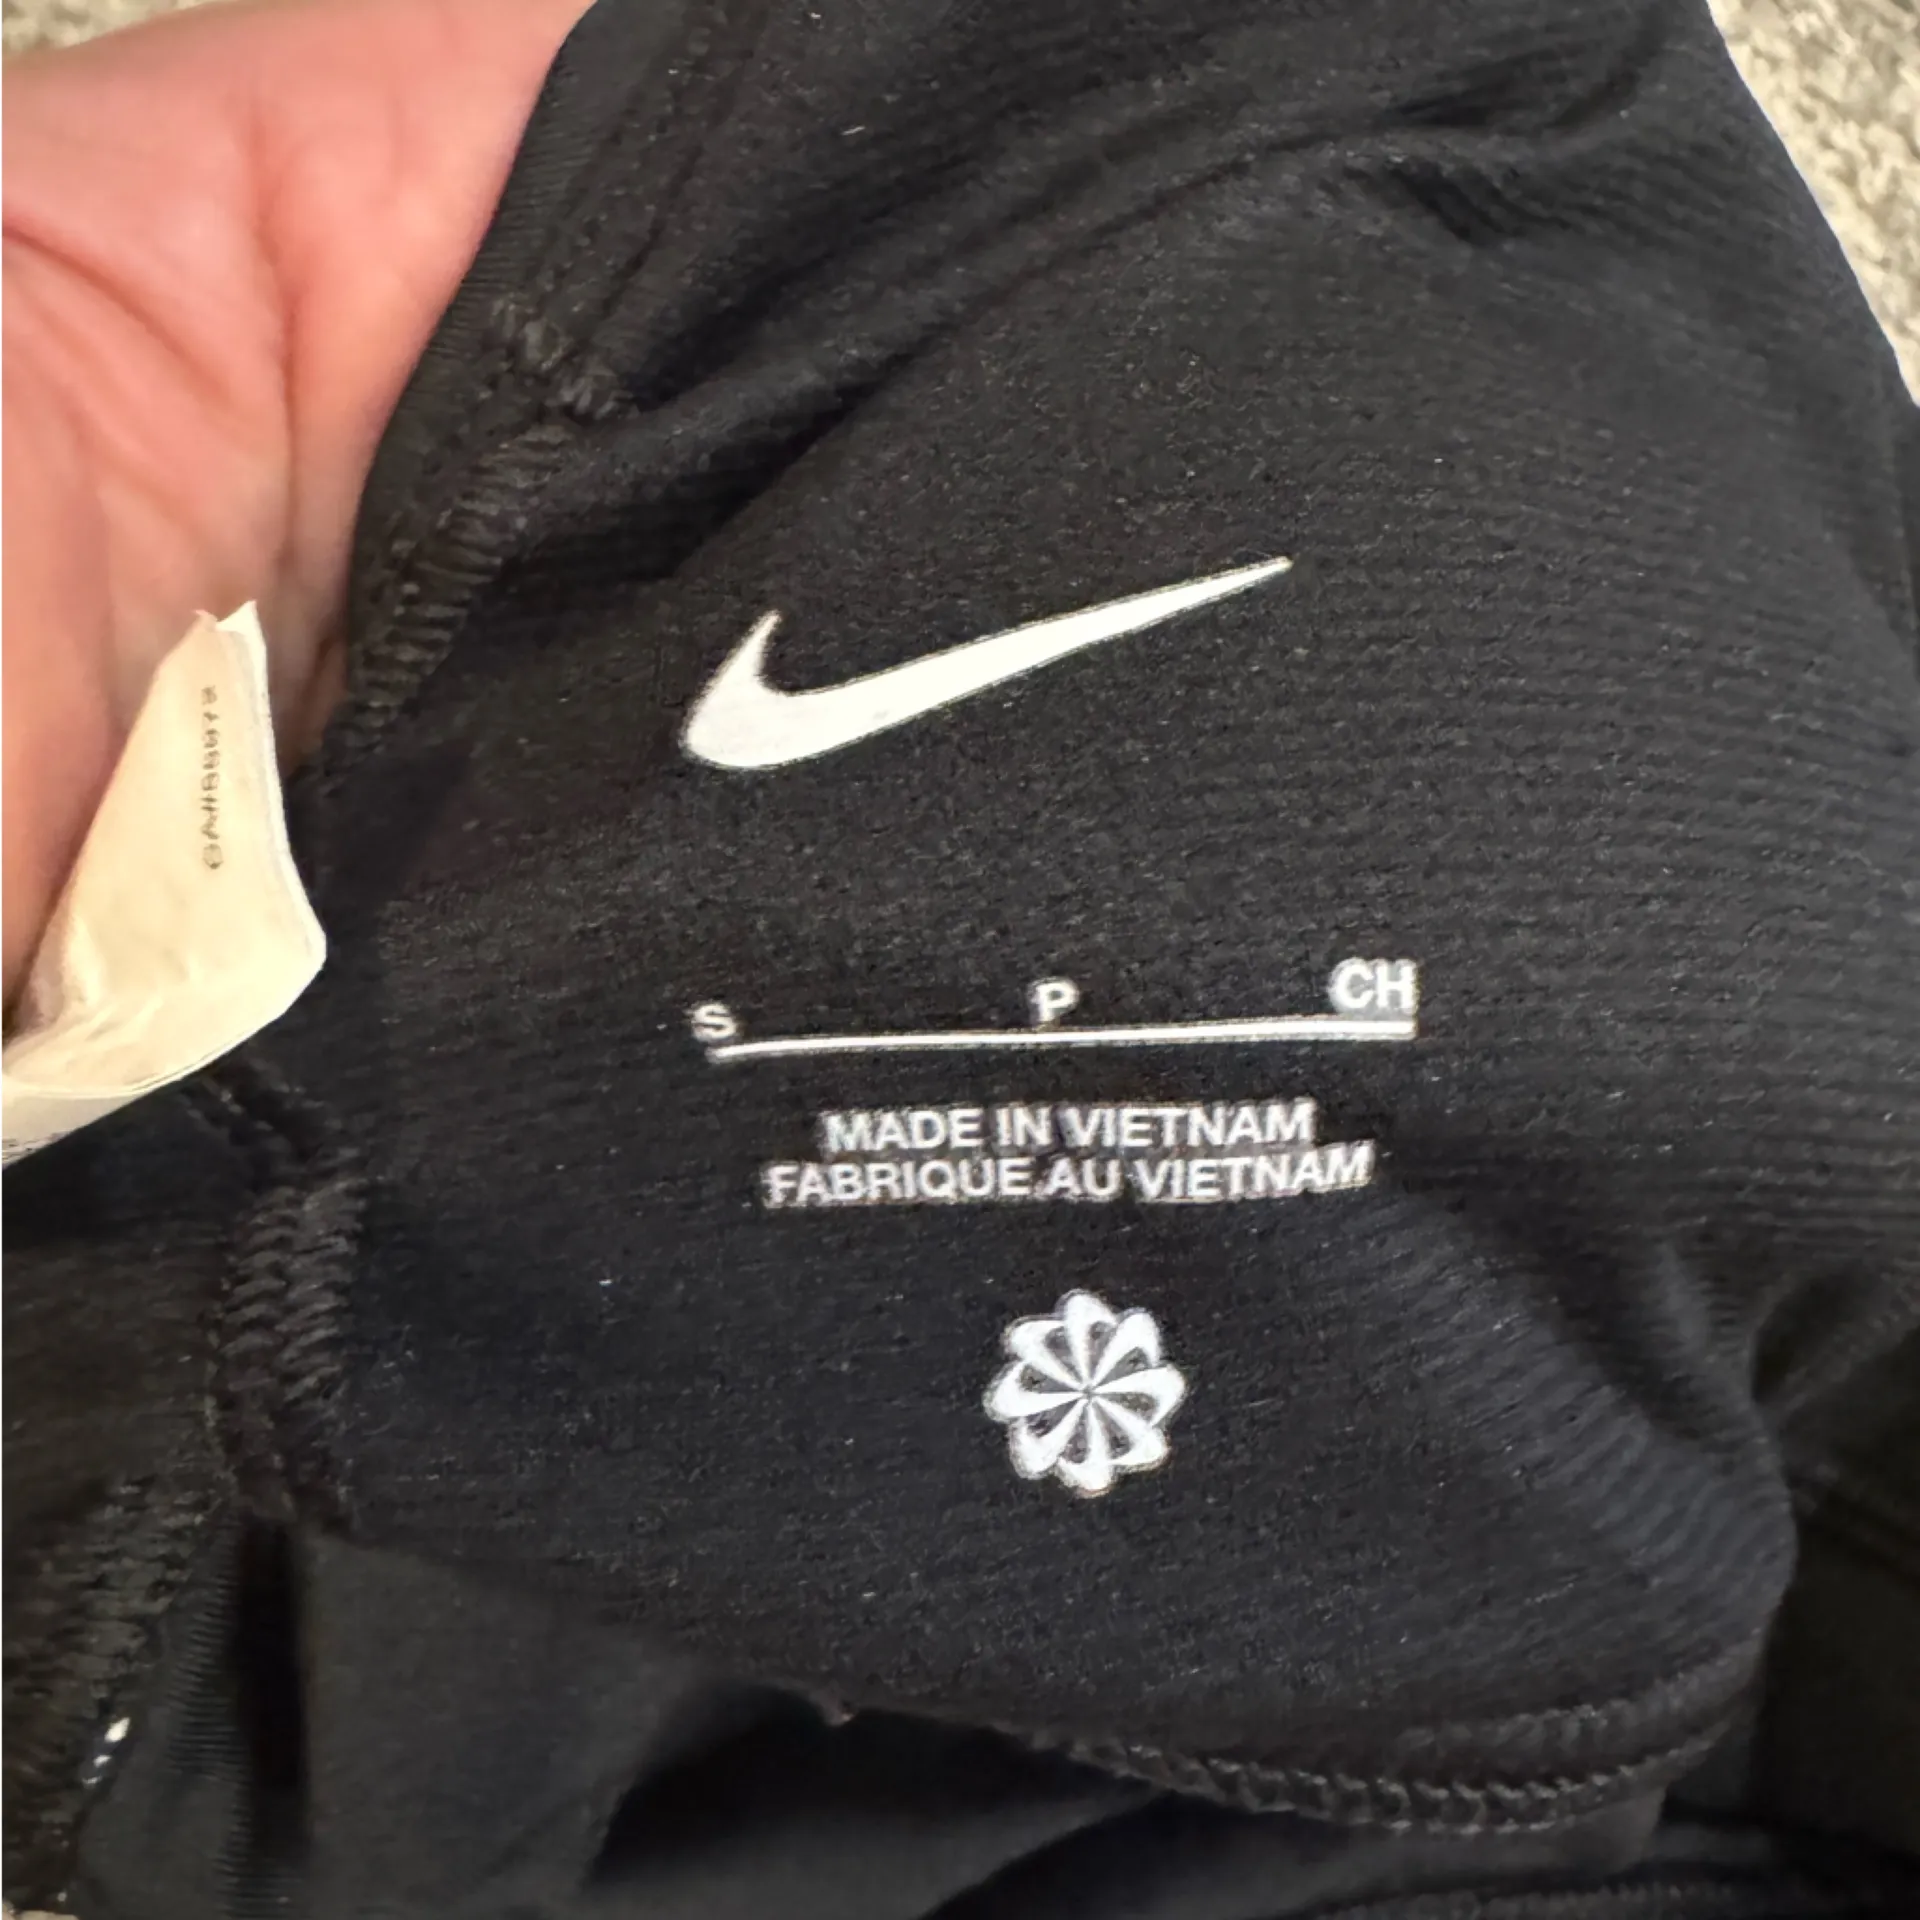 S P CH
MADE IN VIETNAM
FABRIQUE AU VIETNAM